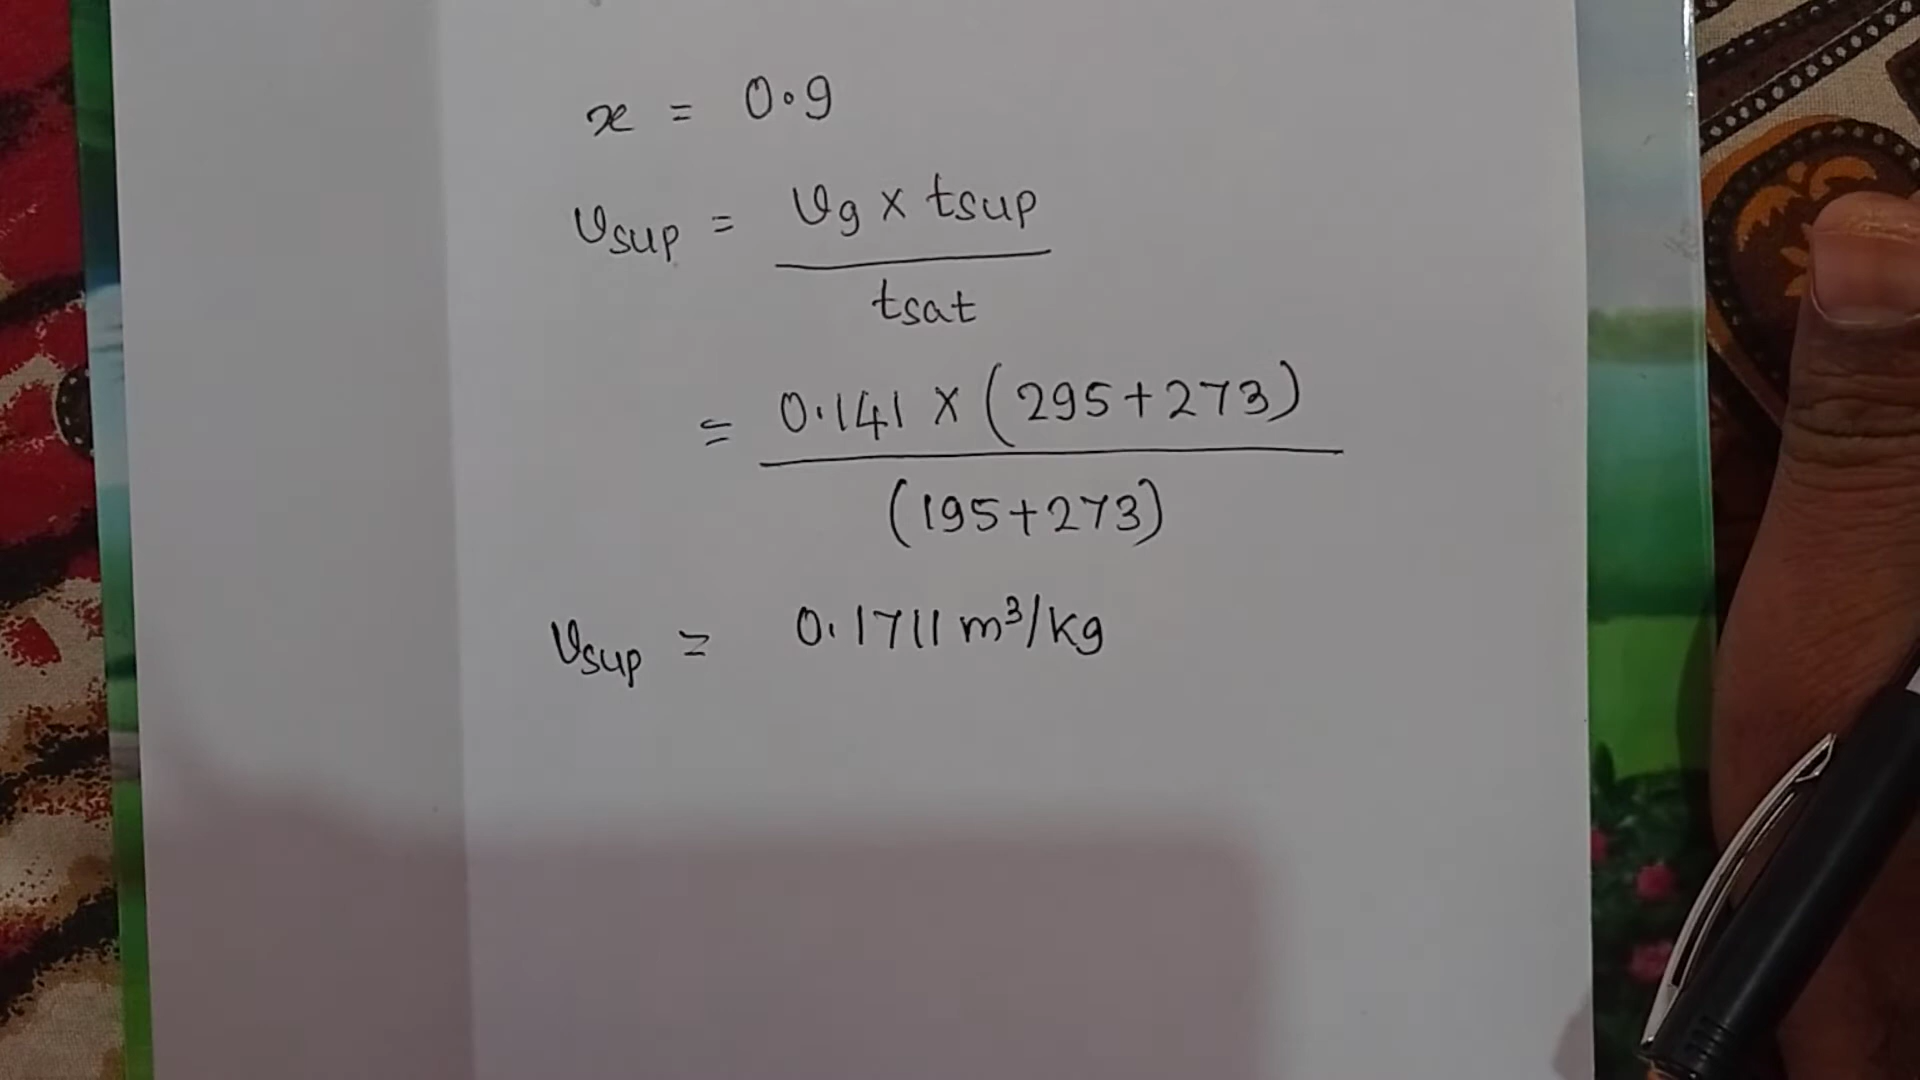 x = 0.9
vsup = vg x tsup
tsat
= 0.141 x (295+273)
(195+273)
vsup = 0.1711 m³/kg